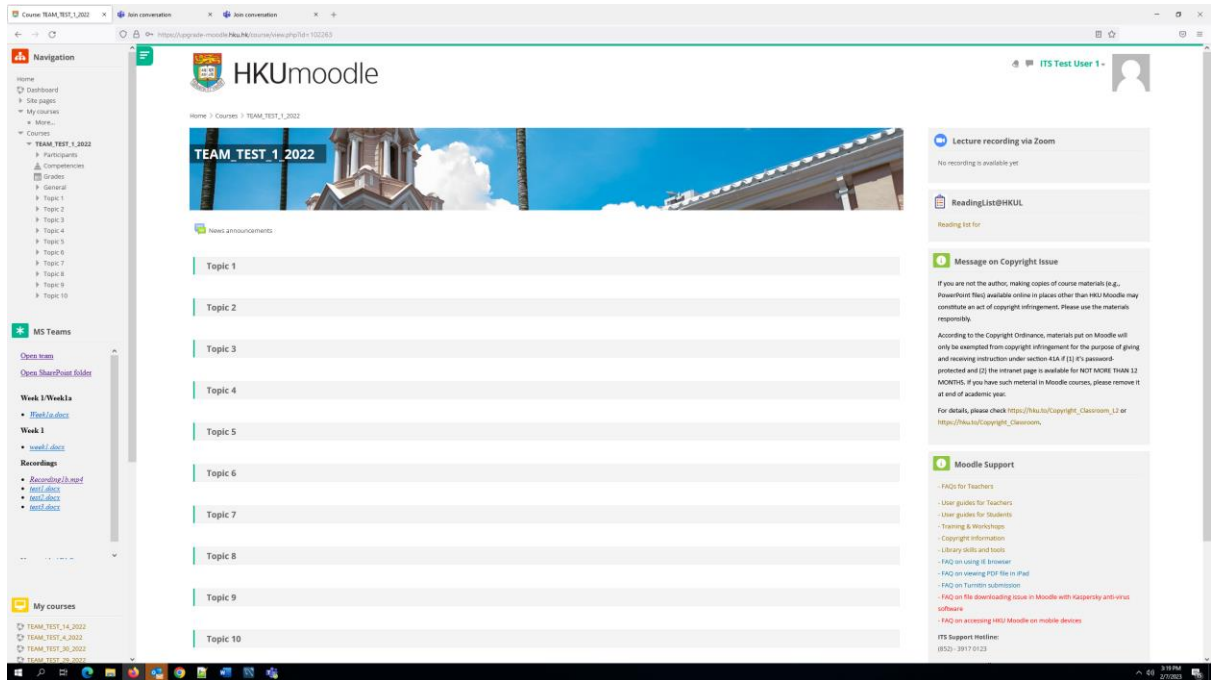 Course: TEAM_TEST_1_2022
Join conversation
Join conversation
https://upgrade-moodle.hku.hk/course/view.php?id=102263
Navigation
Home
Dashboard
Site pages
My courses
More...
Courses
TEAM_TEST_1_2022
Participants
Competencies
Grades
General
Topic 1
Topic 2
Topic 3
Topic 4
Topic 5
Topic 6
Topic 7
Topic 8
Topic 9
Topic 10
MS Teams
Open team
Open SharePoint folder
Week 1/Week1a
Week1a.docx
Week 1
week1.docx
Recordings
Recording1b.mp4
test1.docx
test2.docx
test3.docx
My courses
TEAM_TEST_14_2022
TEAM_TEST_4_2022
TEAM_TEST_30_2022
TEAM_TEST_29_2022
HKUmoodle
ITS Test User 1
Home > Courses > TEAM_TEST_1_2022
TEAM_TEST_1_2022
News announcements
Topic 1
Topic 2
Topic 3
Topic 4
Topic 5
Topic 6
Topic 7
Topic 8
Topic 9
Topic 10
Lecture recording via Zoom
No recording is available yet
ReadingList@HKUL
Reading list for
Message on Copyright Issue
If you are not the author, making copies of course materials (e.g.,
PowerPoint files) available online in places other than HKU Moodle may
constitute an act of copyright infringement. Please use the materials
responsibly.
According to the Copyright Ordinance, materials put on Moodle will
only be exempted from copyright infringement for the purpose of giving
and receiving instruction under section 41A if (1) it's password-
protected and (2) the intranet page is available for NOT MORE THAN 12
MONTHS. If you have such meterial in Moodle courses, please remove it
at end of academic year.
For details, please check https://hku.to/Copyright_Classroom_L2 or
https://hku.to/Copyright_Classroom.
Moodle Support
- FAQs for Teachers
- User guides for Teachers
- User guides for Students
- Training & Workshops
- Copyright information
- Library skills and tools
- FAQ on using IE browser
- FAQ on viewing PDF file in iPad
- FAQ on Turnitin submission
- FAQ on file downloading issue in Moodle with Kaspersky anti-virus
software
- FAQ on accessing HKU Moodle on mobile devices
ITS Support Hotline:
(852) - 3917 0123
3:19 PM
2/7/2023